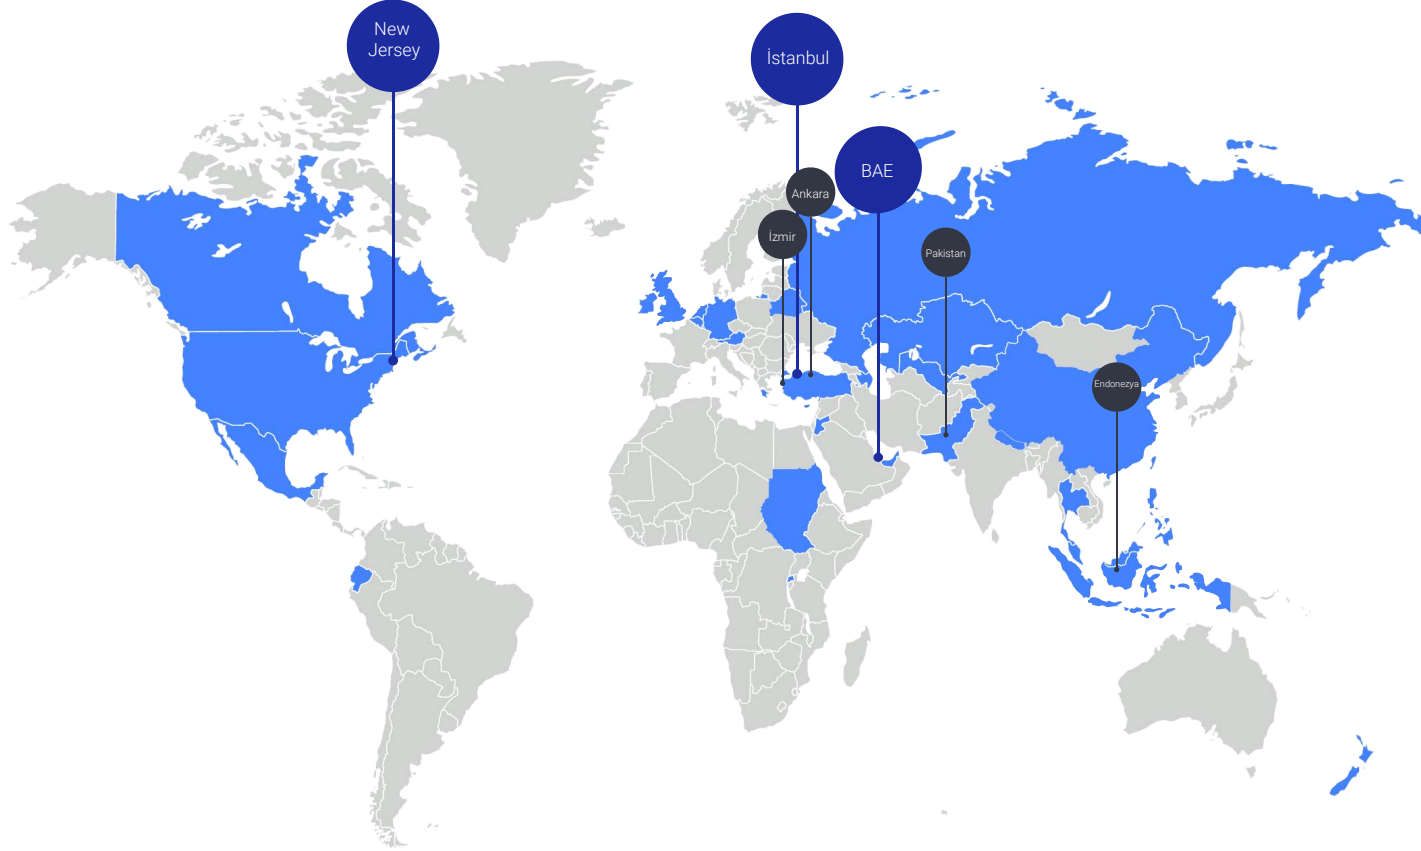 New
Jersey
İstanbul
BAE
Ankara
İzmir
Pakistan
Endonezya